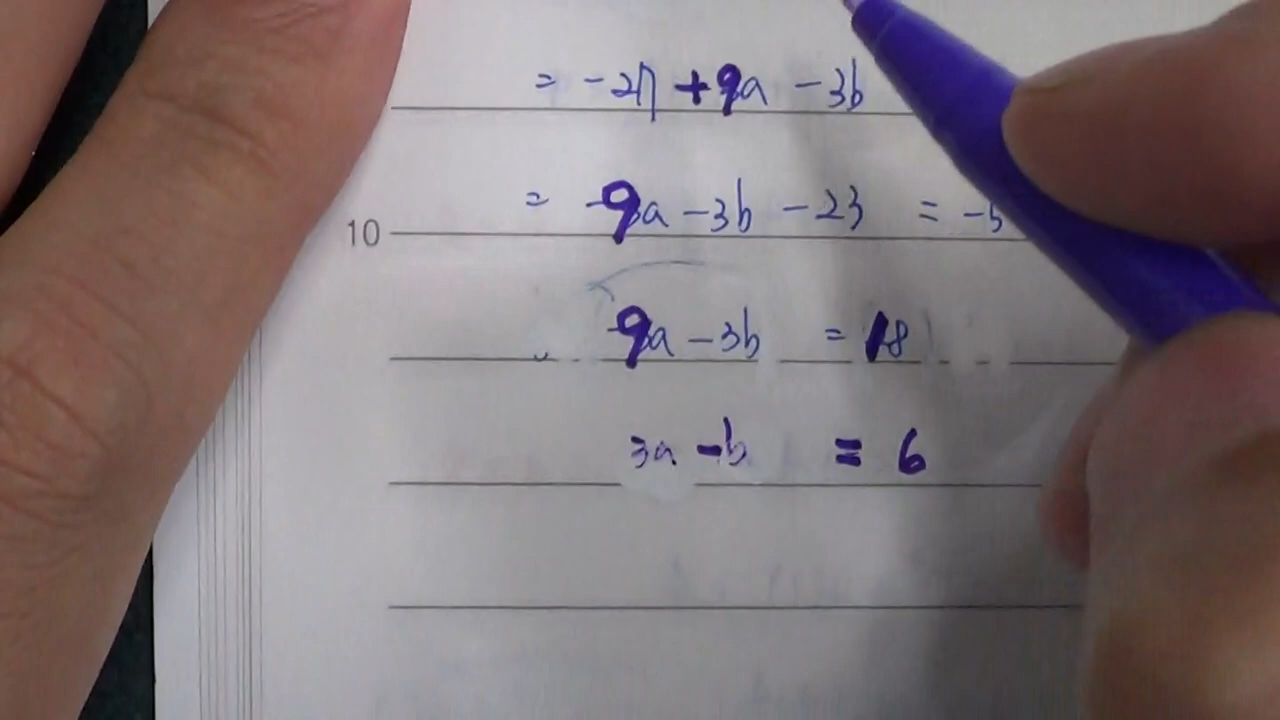 = -27 +9a -3b
= 9a -3b -23 = -5
10
9a -3b = 18
3a -b = 6